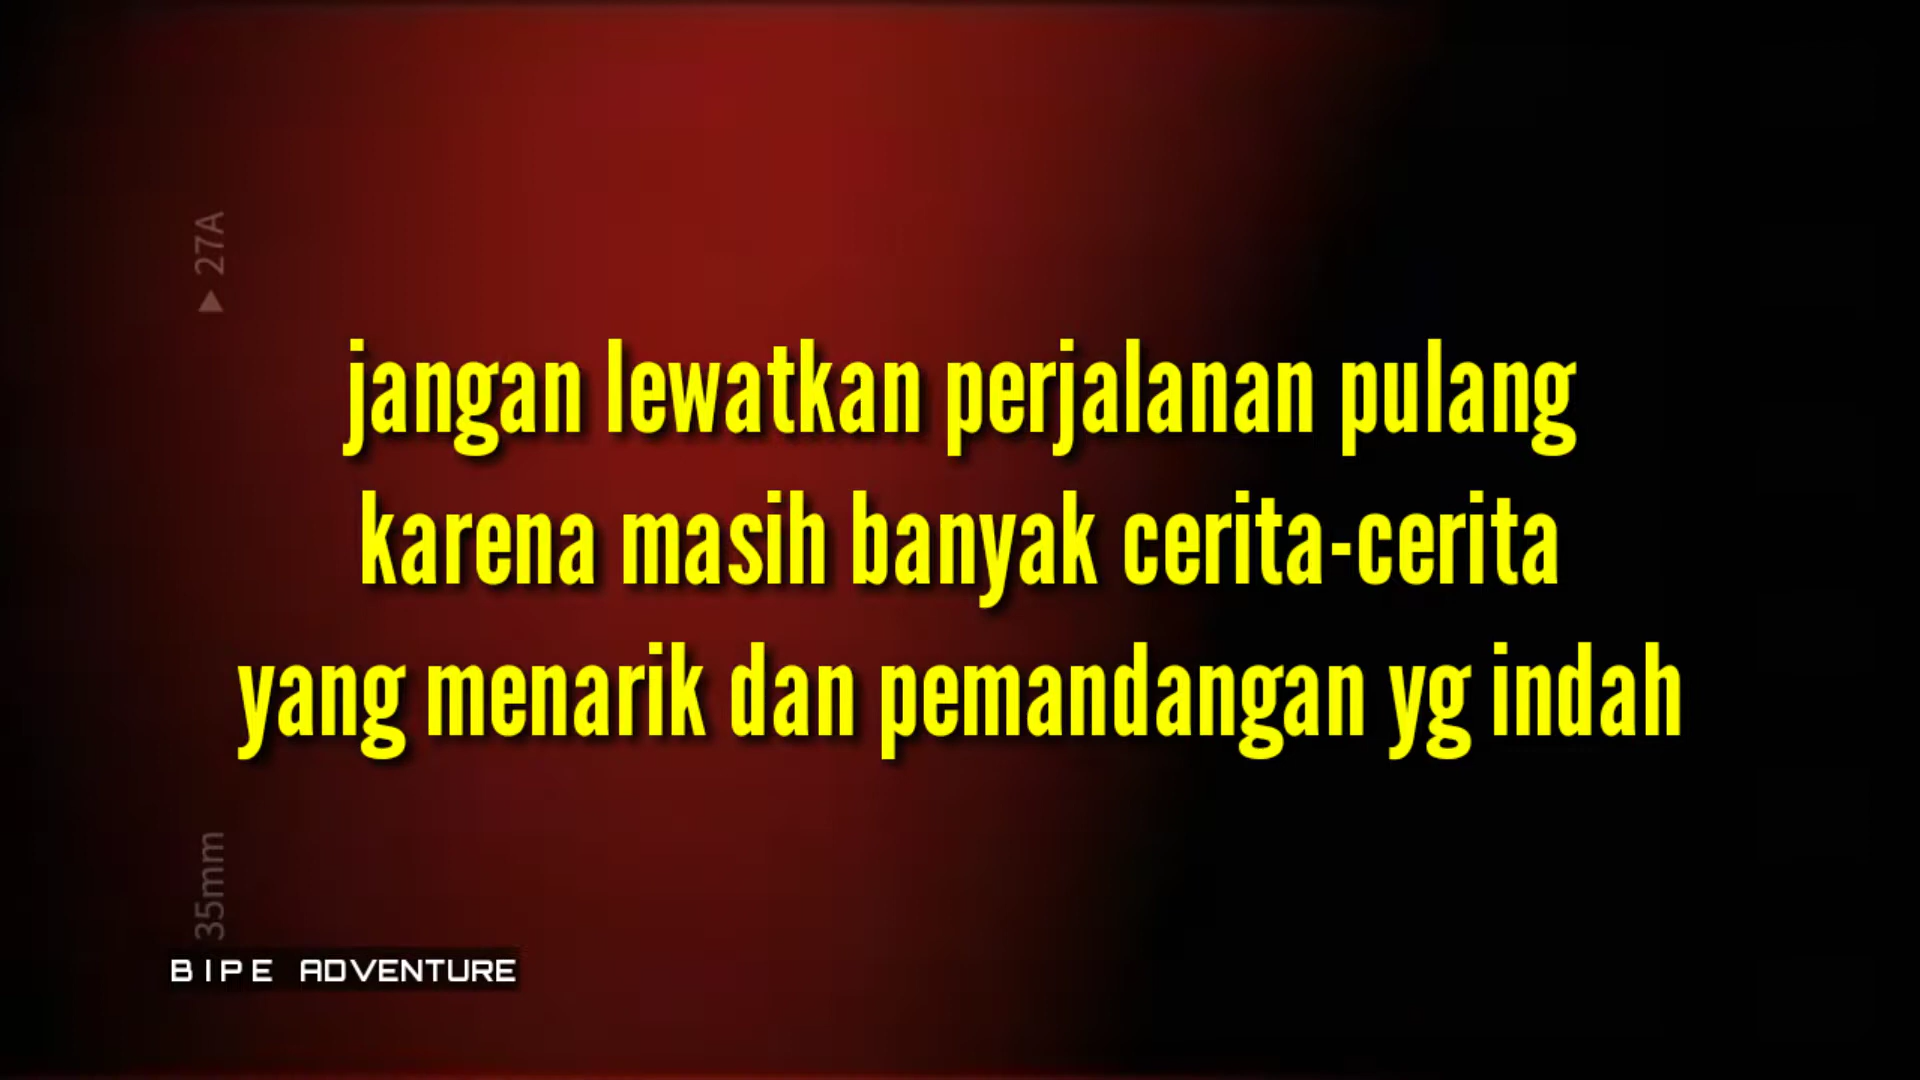 ▶ 27A
jangan lewatkan perjalanan pulang
karena masih banyak cerita-cerita
yang menarik dan pemandangan yg indah
35mm
BIPE ADVENTURE